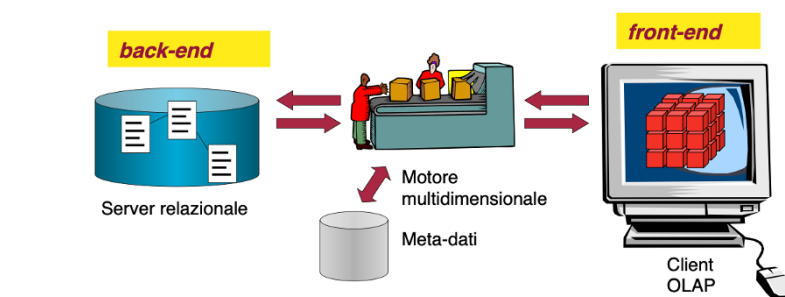 back-end
front-end
Server relazionale
Motore
multidimensionale
Meta-dati
Client
OLAP